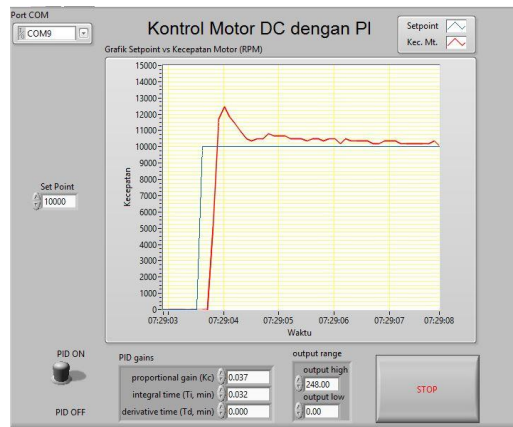 Port COM
COM9
Kontrol Motor DC dengan PI
Setpoint
Kec. Mt.
Grafik Setpoint vs Kecepatan Motor (RPM)
15000
14000
13000
12000
11000
10000
9000
8000
7000
6000
5000
4000
3000
2000
1000
0
Kecepatan
07:29:03 07:29:04 07:29:05 07:29:06 07:29:07 07:29:08
Waktu
Set Point
10000
PID ON
PID OFF
PID gains
proportional gain (Kc) 0.037
integral time (Ti, min) 0.032
derivative time (Td, min) 0.000
output range
output high
248.00
output low
0.00
STOP